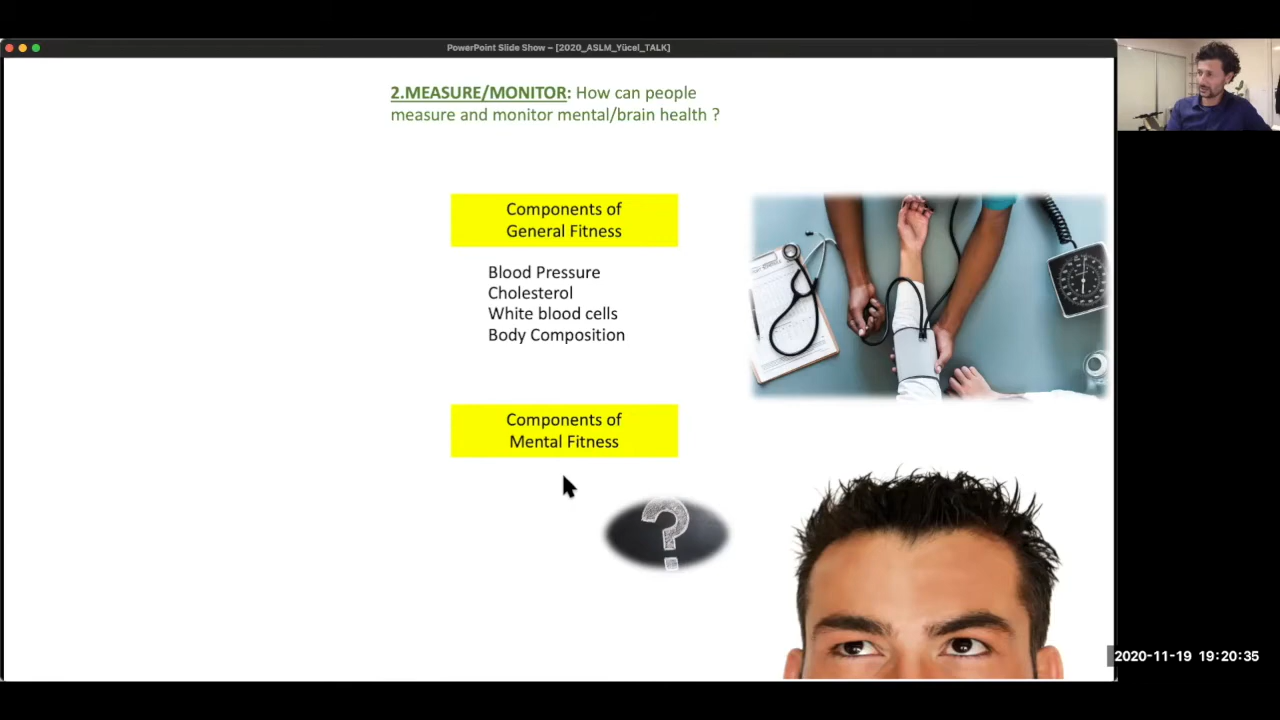 PowerPoint Slide Show – [2020_ASLM_Yücel_TALK]
2.MEASURE/MONITOR: How can people
measure and monitor mental/brain health ?
Components of
General Fitness
Blood Pressure
Cholesterol
White blood cells
Body Composition
Components of
Mental Fitness
?
2020-11-19 19:20:35